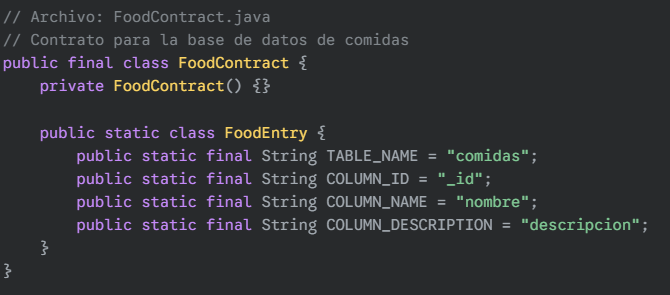 // Archivo: FoodContract.java
// Contrato para la base de datos de comidas
public final class FoodContract {
    private FoodContract() {}

    public static class FoodEntry {
        public static final String TABLE_NAME = "comidas";
        public static final String COLUMN_ID = "_id";
        public static final String COLUMN_NAME = "nombre";
        public static final String COLUMN_DESCRIPTION = "descripcion";
    }
}